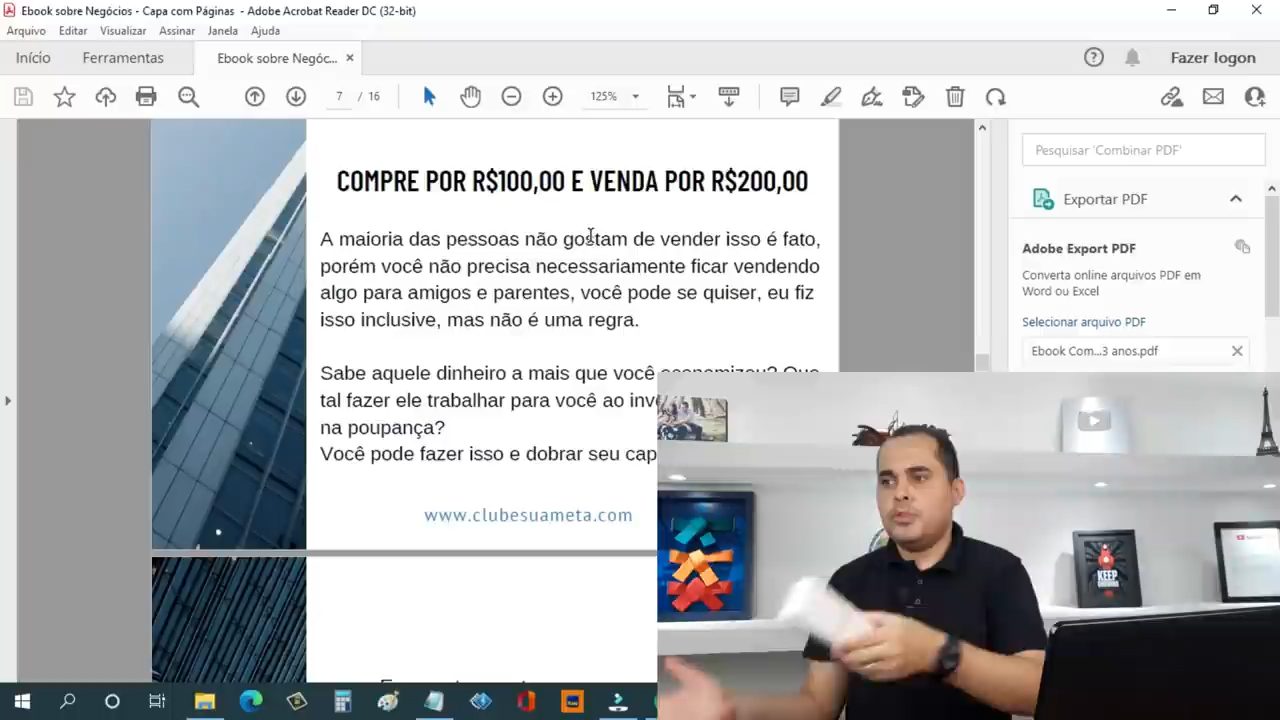 Ebook sobre Negócios - Capa com Páginas - Adobe Acrobat Reader DC (32-bit)
Arquivo Editar Visualizar Assinar Janela Ajuda
Início Ferramentas Ebook sobre Negóc... × Fazer logon
7 / 16 125%
Pesquisar 'Combinar PDF'
Exportar PDF
Adobe Export PDF
Converta online arquivos PDF em
Word ou Excel
Selecionar arquivo PDF
Ebook Com...3 anos.pdf
COMPRE POR R$100,00 E VENDA POR R$200,00
A maioria das pessoas não gostam de vender isso é fato,
porém você não precisa necessariamente ficar vendendo
algo para amigos e parentes, você pode se quiser, eu fiz
isso inclusive, mas não é uma regra.
Sabe aquele dinheiro a mais que você economizou? Que
tal fazer ele trabalhar para você ao inv
na poupança?
Você pode fazer isso e dobrar seu cap
www.clubesuameta.com
KEEP